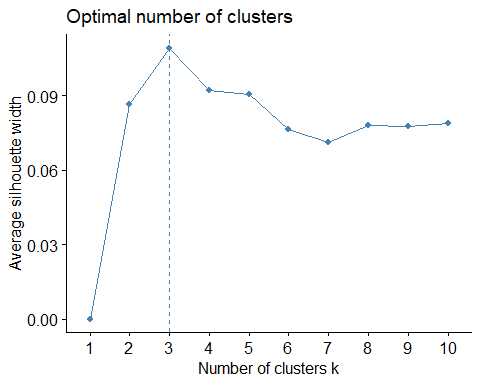 Optimal number of clusters
Average silhouette width
0.09
0.06
0.03
0.00
1 2 3 4 5 6 7 8 9 10
Number of clusters k